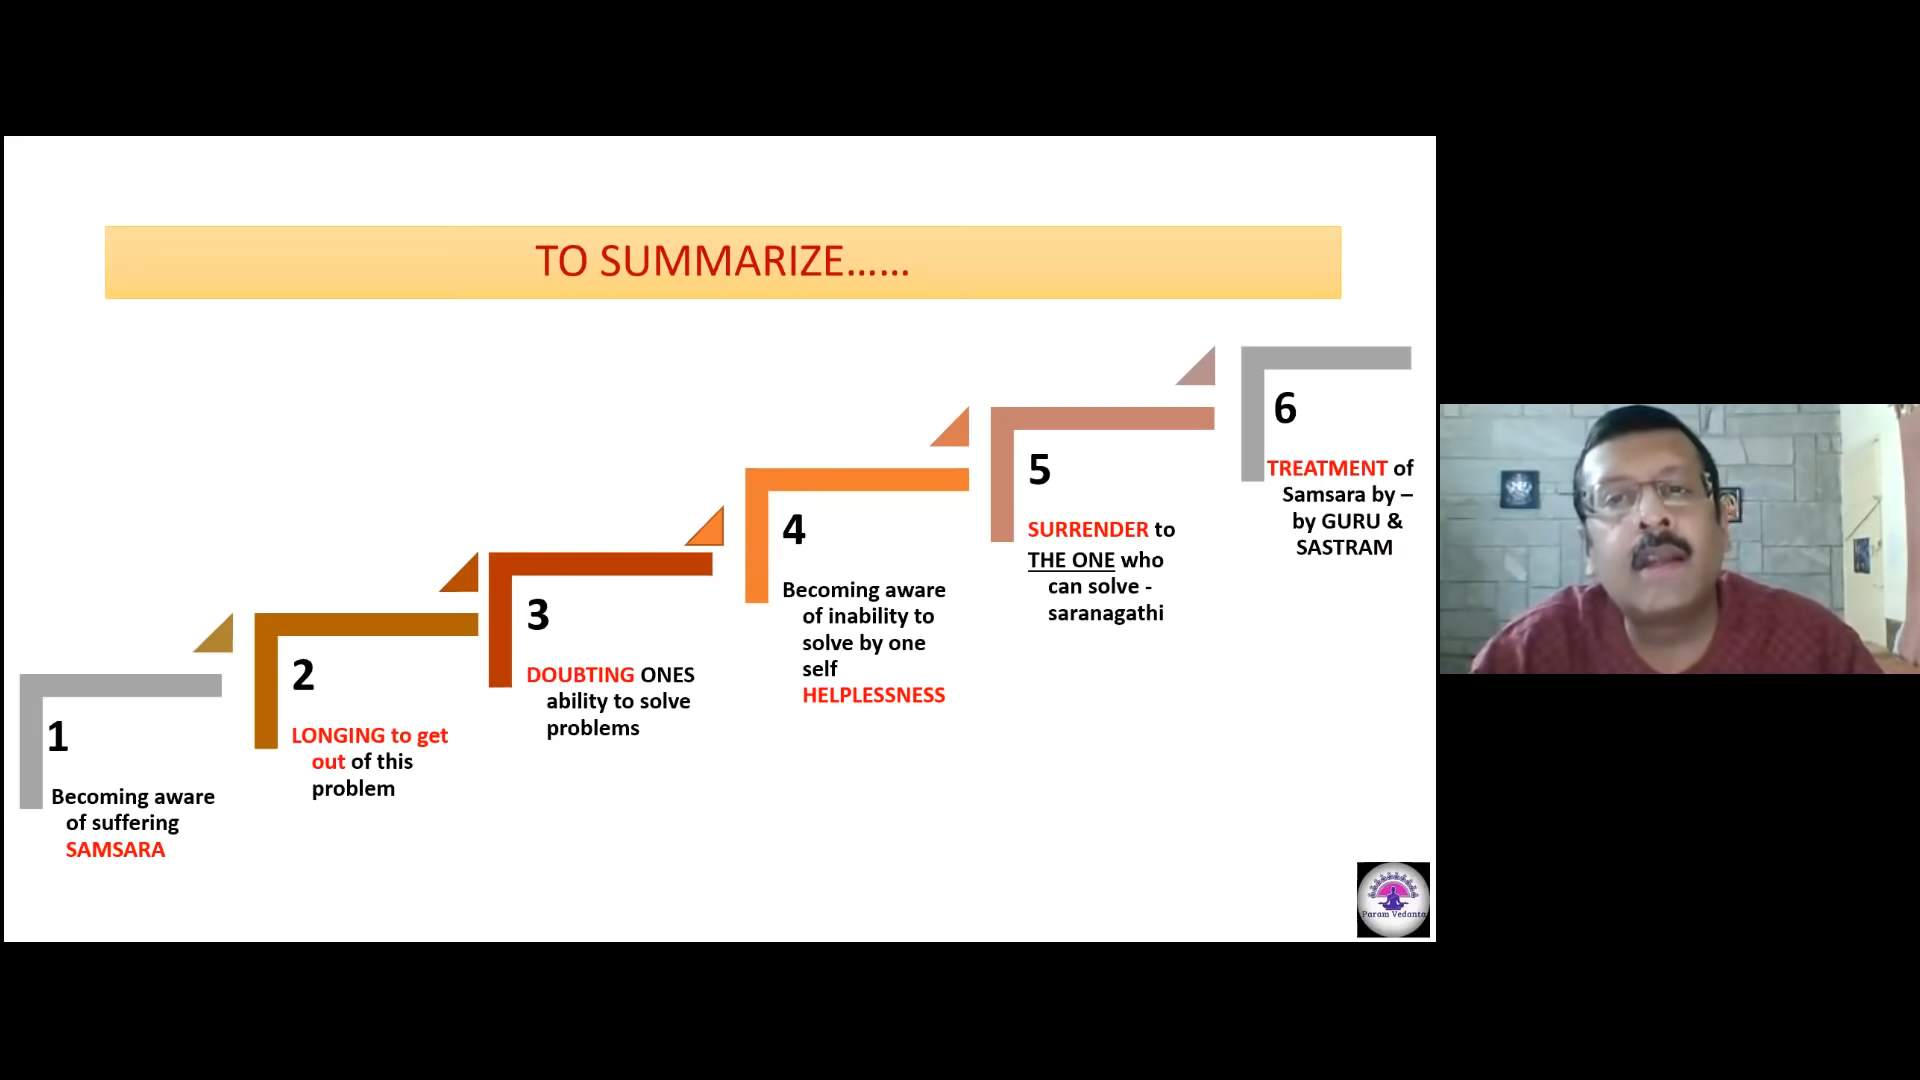 TO SUMMARIZE……
1
Becoming aware
of suffering
SAMSARA
2
LONGING to get
out of this
problem
3
DOUBTING ONES
ability to solve
problems
4
Becoming aware
of inability to
solve by one
self
HELPLESSNESS
5
SURRENDER to
THE ONE who
can solve -
saranagathi
6
TREATMENT of
Samsara by –
by GURU &
SASTRAM
Param Vedanta